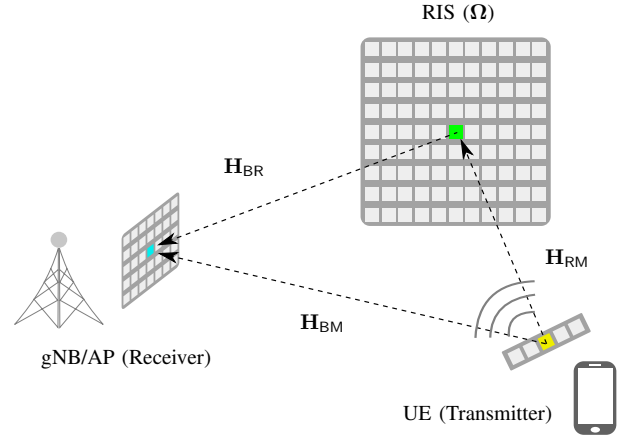 RIS (Ω)
H_BR
H_RM
H_BM
gNB/AP (Receiver)
UE (Transmitter)